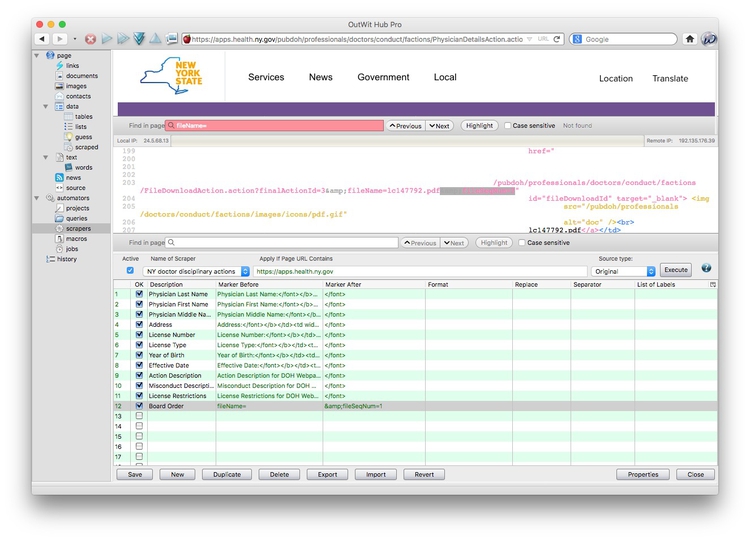 OutWit Hub Pro
https://apps.health.ny.gov/pubdoh/professionals/doctors/conduct/factions/PhysicianDetailsAction.actio
URL
Google
page
links
documents
images
contacts
data
tables
lists
guess
scraped
text
words
news
source
automators
projects
queries
scrapers
macros
jobs
history
NEW
YORK
STATE
Services News Government Local Location Translate
Find in page fileName= Previous Next Highlight Case sensitive Not found
Local IP: 24.5.68.13 Remote IP: 192.135.176.39
199 href="
200
201
202
203 /pubdoh/professionals/doctors/conduct/factions
/FileDownloadAction.action?finalActionId=3&amp;fileName=lc147792.pdf
204 id="fileDownloadId" target="_blank"> <img
205 src="/pubdoh/professionals
/doctors/conduct/factions/images/icons/pdf.gif"
206 alt="doc" /><br>
207 lc147792.pdf</a></td>
Find in page Previous Next Highlight Case sensitive
Active Name of Scraper Apply if Page URL Contains Source type:
NY doctor disciplinary actions https://apps.health.ny.gov Original Execute
OK Description Marker Before Marker After Format Replace Separator List of Labels
1 Physician Last Name Physician Last Name:</font></b>... </font>
2 Physician First Name Physician First Name:</font></b>... </font>
3 Physician Middle Na... Physician Middle Name:</font></b... </font>
4 Address Address:</font></b></td><td wid... </font>
5 License Number License Number:</font></b></td>... </font>
6 License Type License Type:</font></b></td><t... </font>
7 Year of Birth Year of Birth:</font></b></td><td... </font>
8 Effective Date Effective Date:</font></b></td><t... </font>
9 Action Description Action Description for DOH Webpa... </font>
10 Misconduct Descripti... Misconduct Description for DOH ... </font>
11 License Restrictions License Restrictions for DOH Web... </font>
12 Board Order fileName= &amp;fileSeqNum=1
13
14
15
16
17
Save New Duplicate Delete Export Import Revert Properties Close